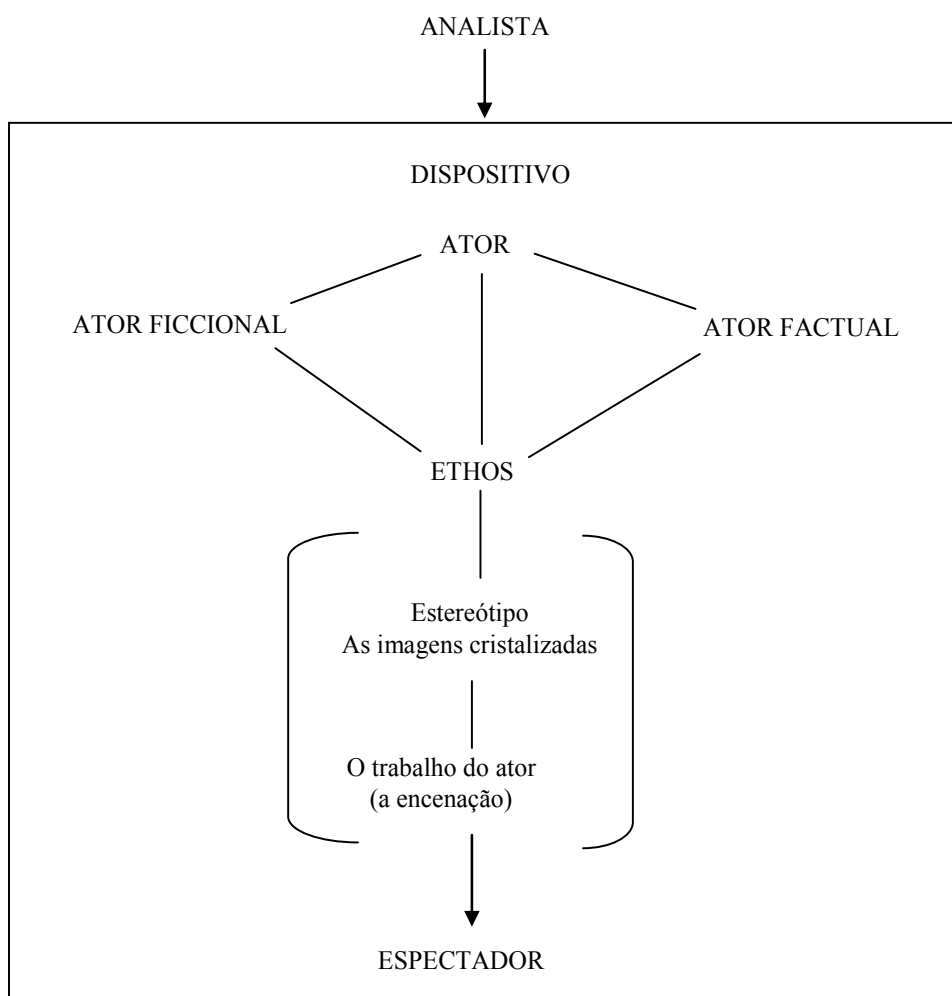 ANALISTA
DISPOSITIVO
ATOR
ATOR FICCIONAL
ATOR FACTUAL
ETHOS
Estereótipo
As imagens cristalizadas
O trabalho do ator
(a encenação)
ESPECTADOR